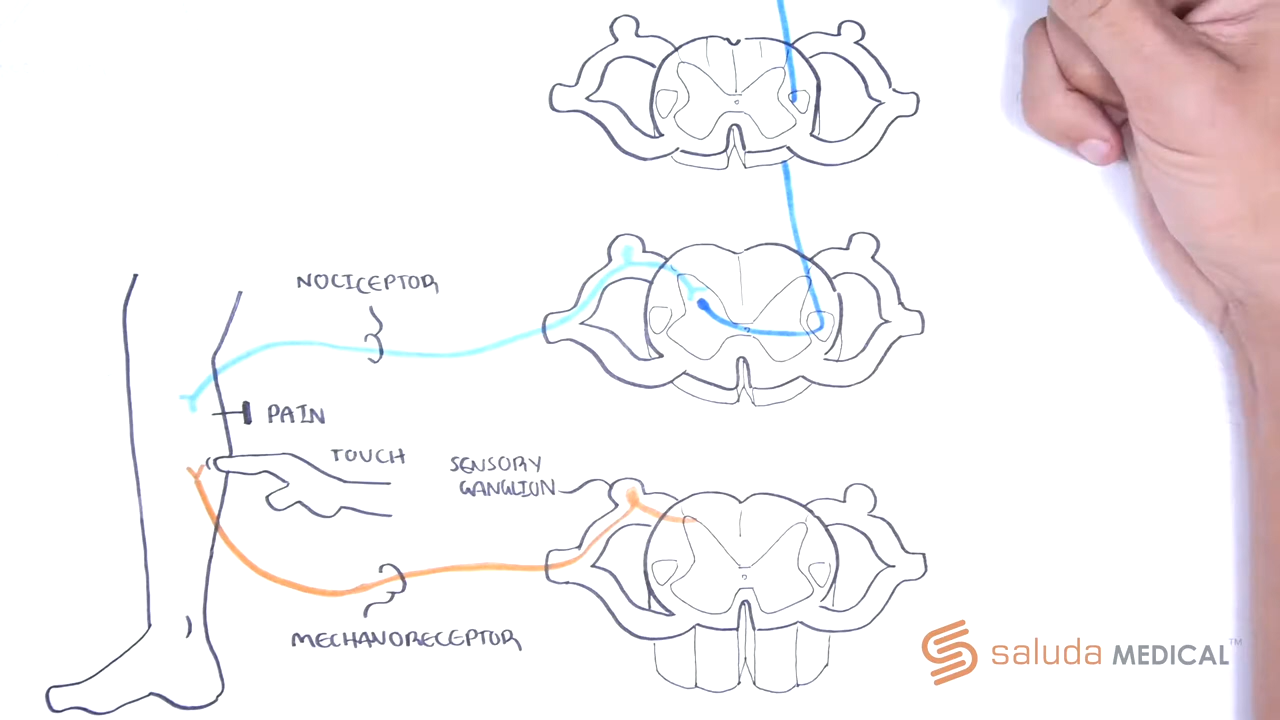 NOCICEPTOR
PAIN
TOUCH
SENSORY
GANGLION
MECHANORECEPTOR
saluda MEDICAL™